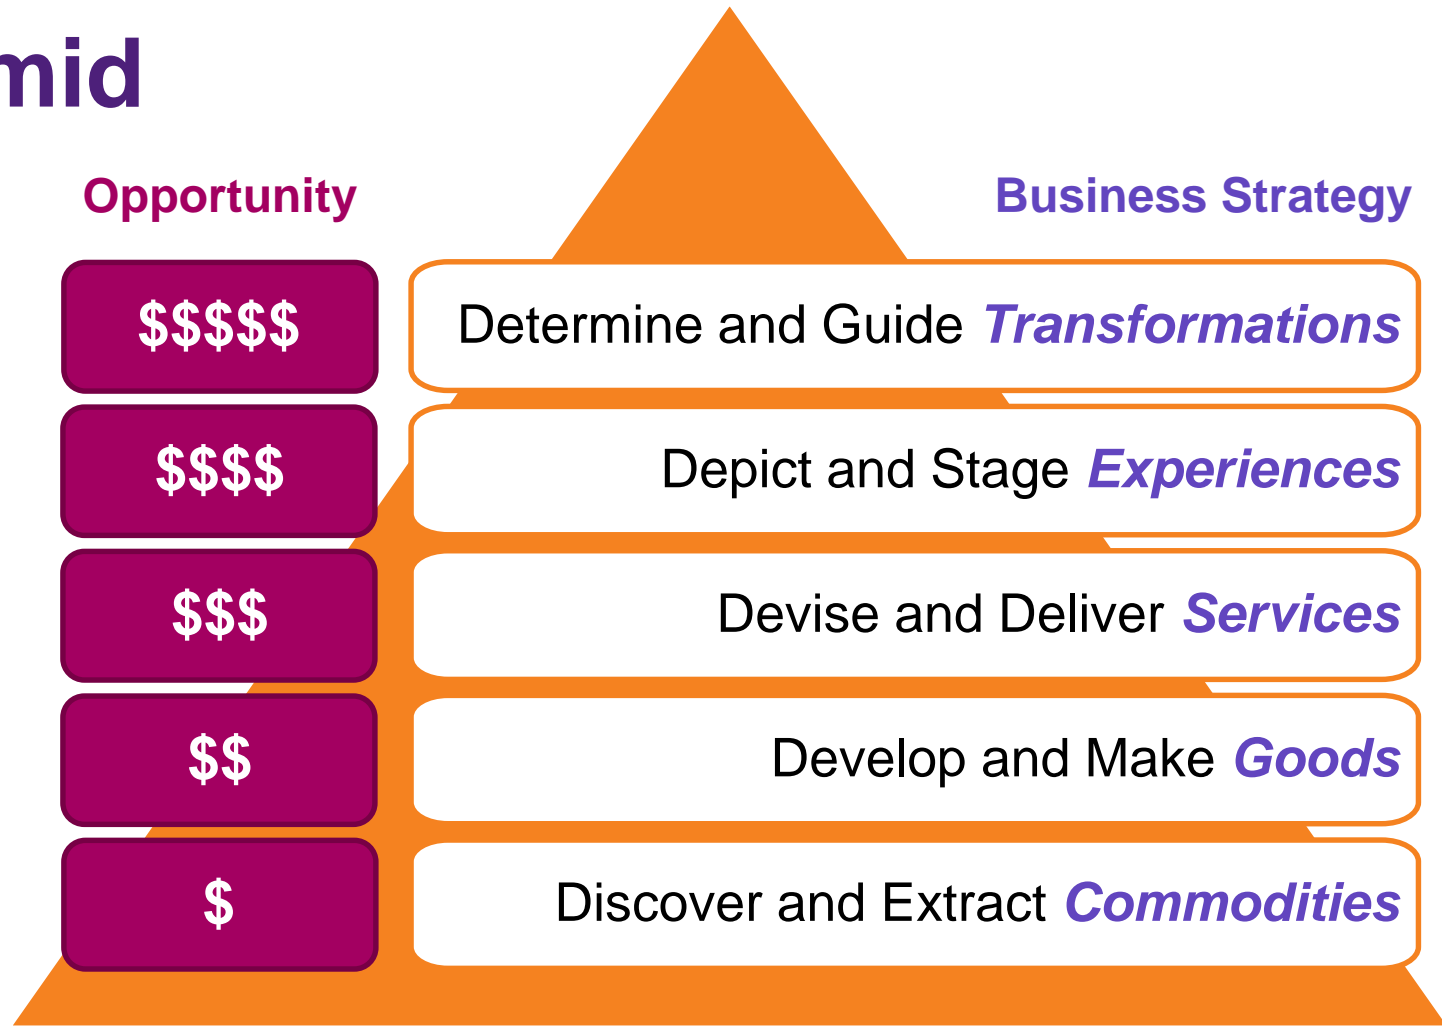 mid
Opportunity
Business Strategy
$$$$$
Determine and Guide Transformations
$$$$
Depict and Stage Experiences
$$$
Devise and Deliver Services
$$
Develop and Make Goods
$
Discover and Extract Commodities